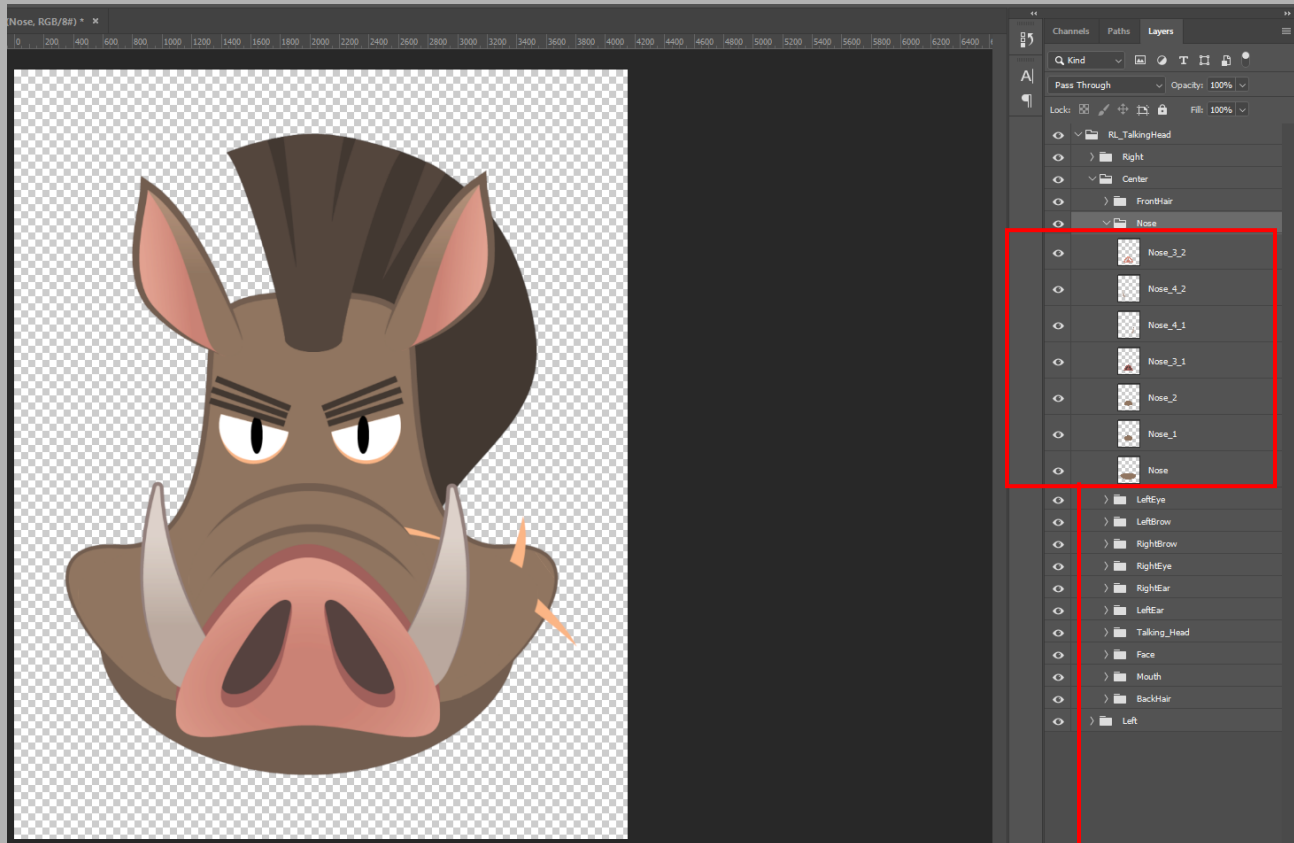 (Nose, RGB/8#) * ×
0 200 400 600 800 1000 1200 1400 1600 1800 2000 2200 2400 2600 2800 3000 3200 3400 3600 3800 4000 4200 4400 4600 4800 5000 5200 5400 5600 5800 6000 6200 6400
Channels Paths Layers
Kind
Pass Through Opacity: 100%
Lock: Fill: 100%
RL_TalkingHead
Right
Center
FrontHair
Nose
Nose_3_2
Nose_4_2
Nose_4_1
Nose_3_1
Nose_2
Nose_1
Nose
LeftEye
LeftBrow
RightBrow
RightEye
RightEar
LeftEar
Talking_Head
Face
Mouth
BackHair
Left